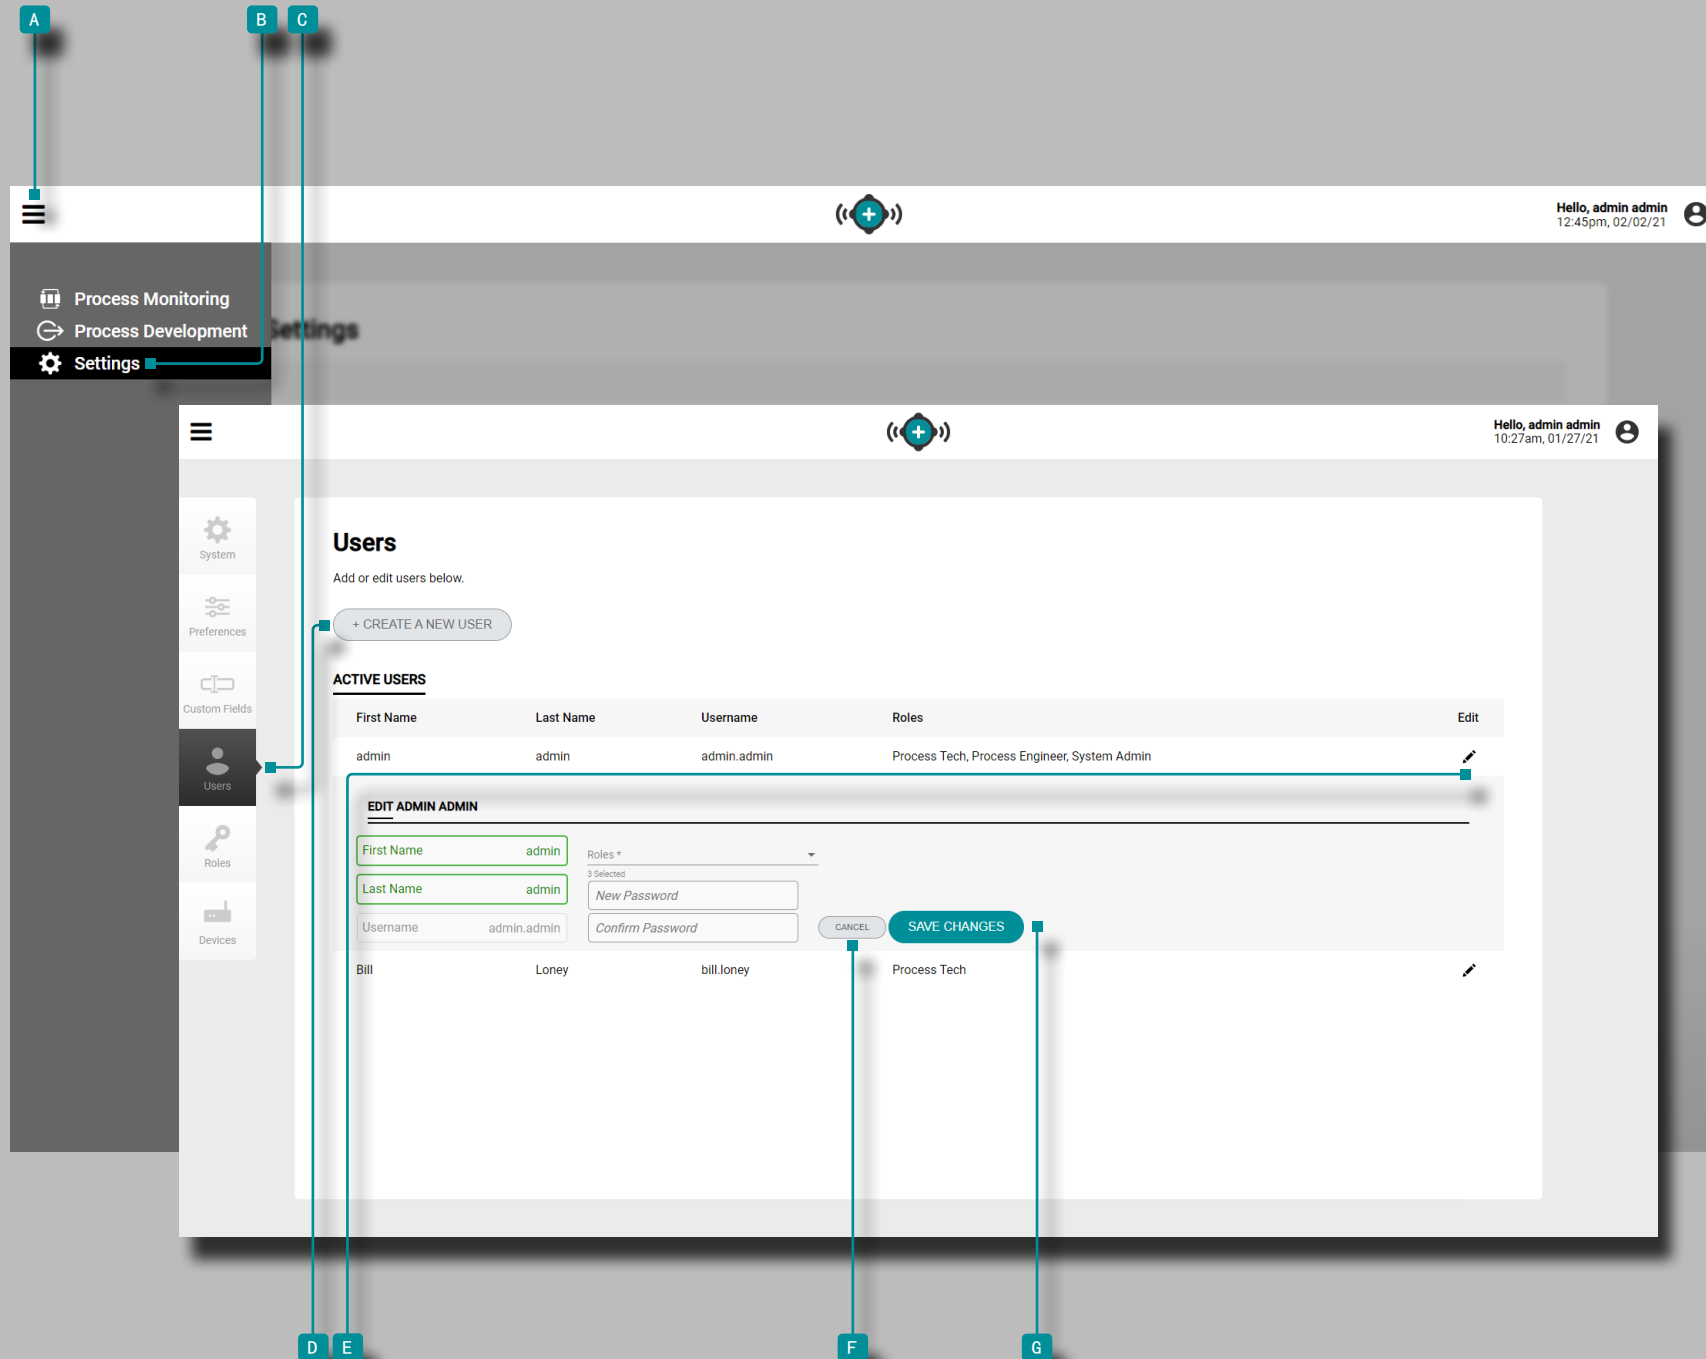 A B C
Hello, admin admin
12:45pm, 02/02/21
Process Monitoring
Process Development
Settings
Settings
Hello, admin admin
10:27am, 01/27/21
System
Preferences
Custom Fields
Users
Roles
Devices
Users
Add or edit users below.
+ CREATE A NEW USER
ACTIVE USERS
First Name Last Name Username Roles Edit
admin admin admin.admin Process Tech, Process Engineer, System Admin
EDIT ADMIN ADMIN
First Name admin
Roles *
3 Selected
Last Name admin
New Password
Username admin.admin
Confirm Password
CANCEL SAVE CHANGES
Bill Loney bill.loney Process Tech
D E F G